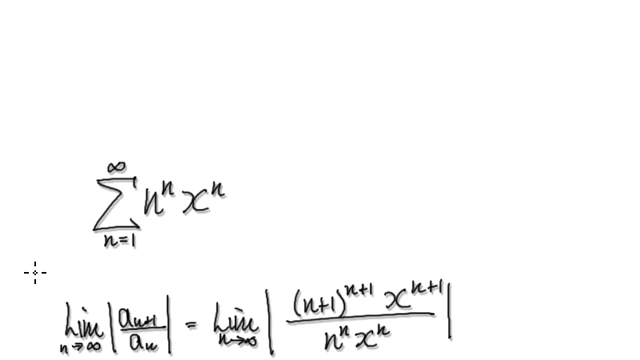 ∑_{n=1}^{∞} n^n x^n
lim_{n→∞} |a_{n+1}/a_n| = lim_{n→∞} |(n+1)^{n+1} x^{n+1} / n^n x^n|